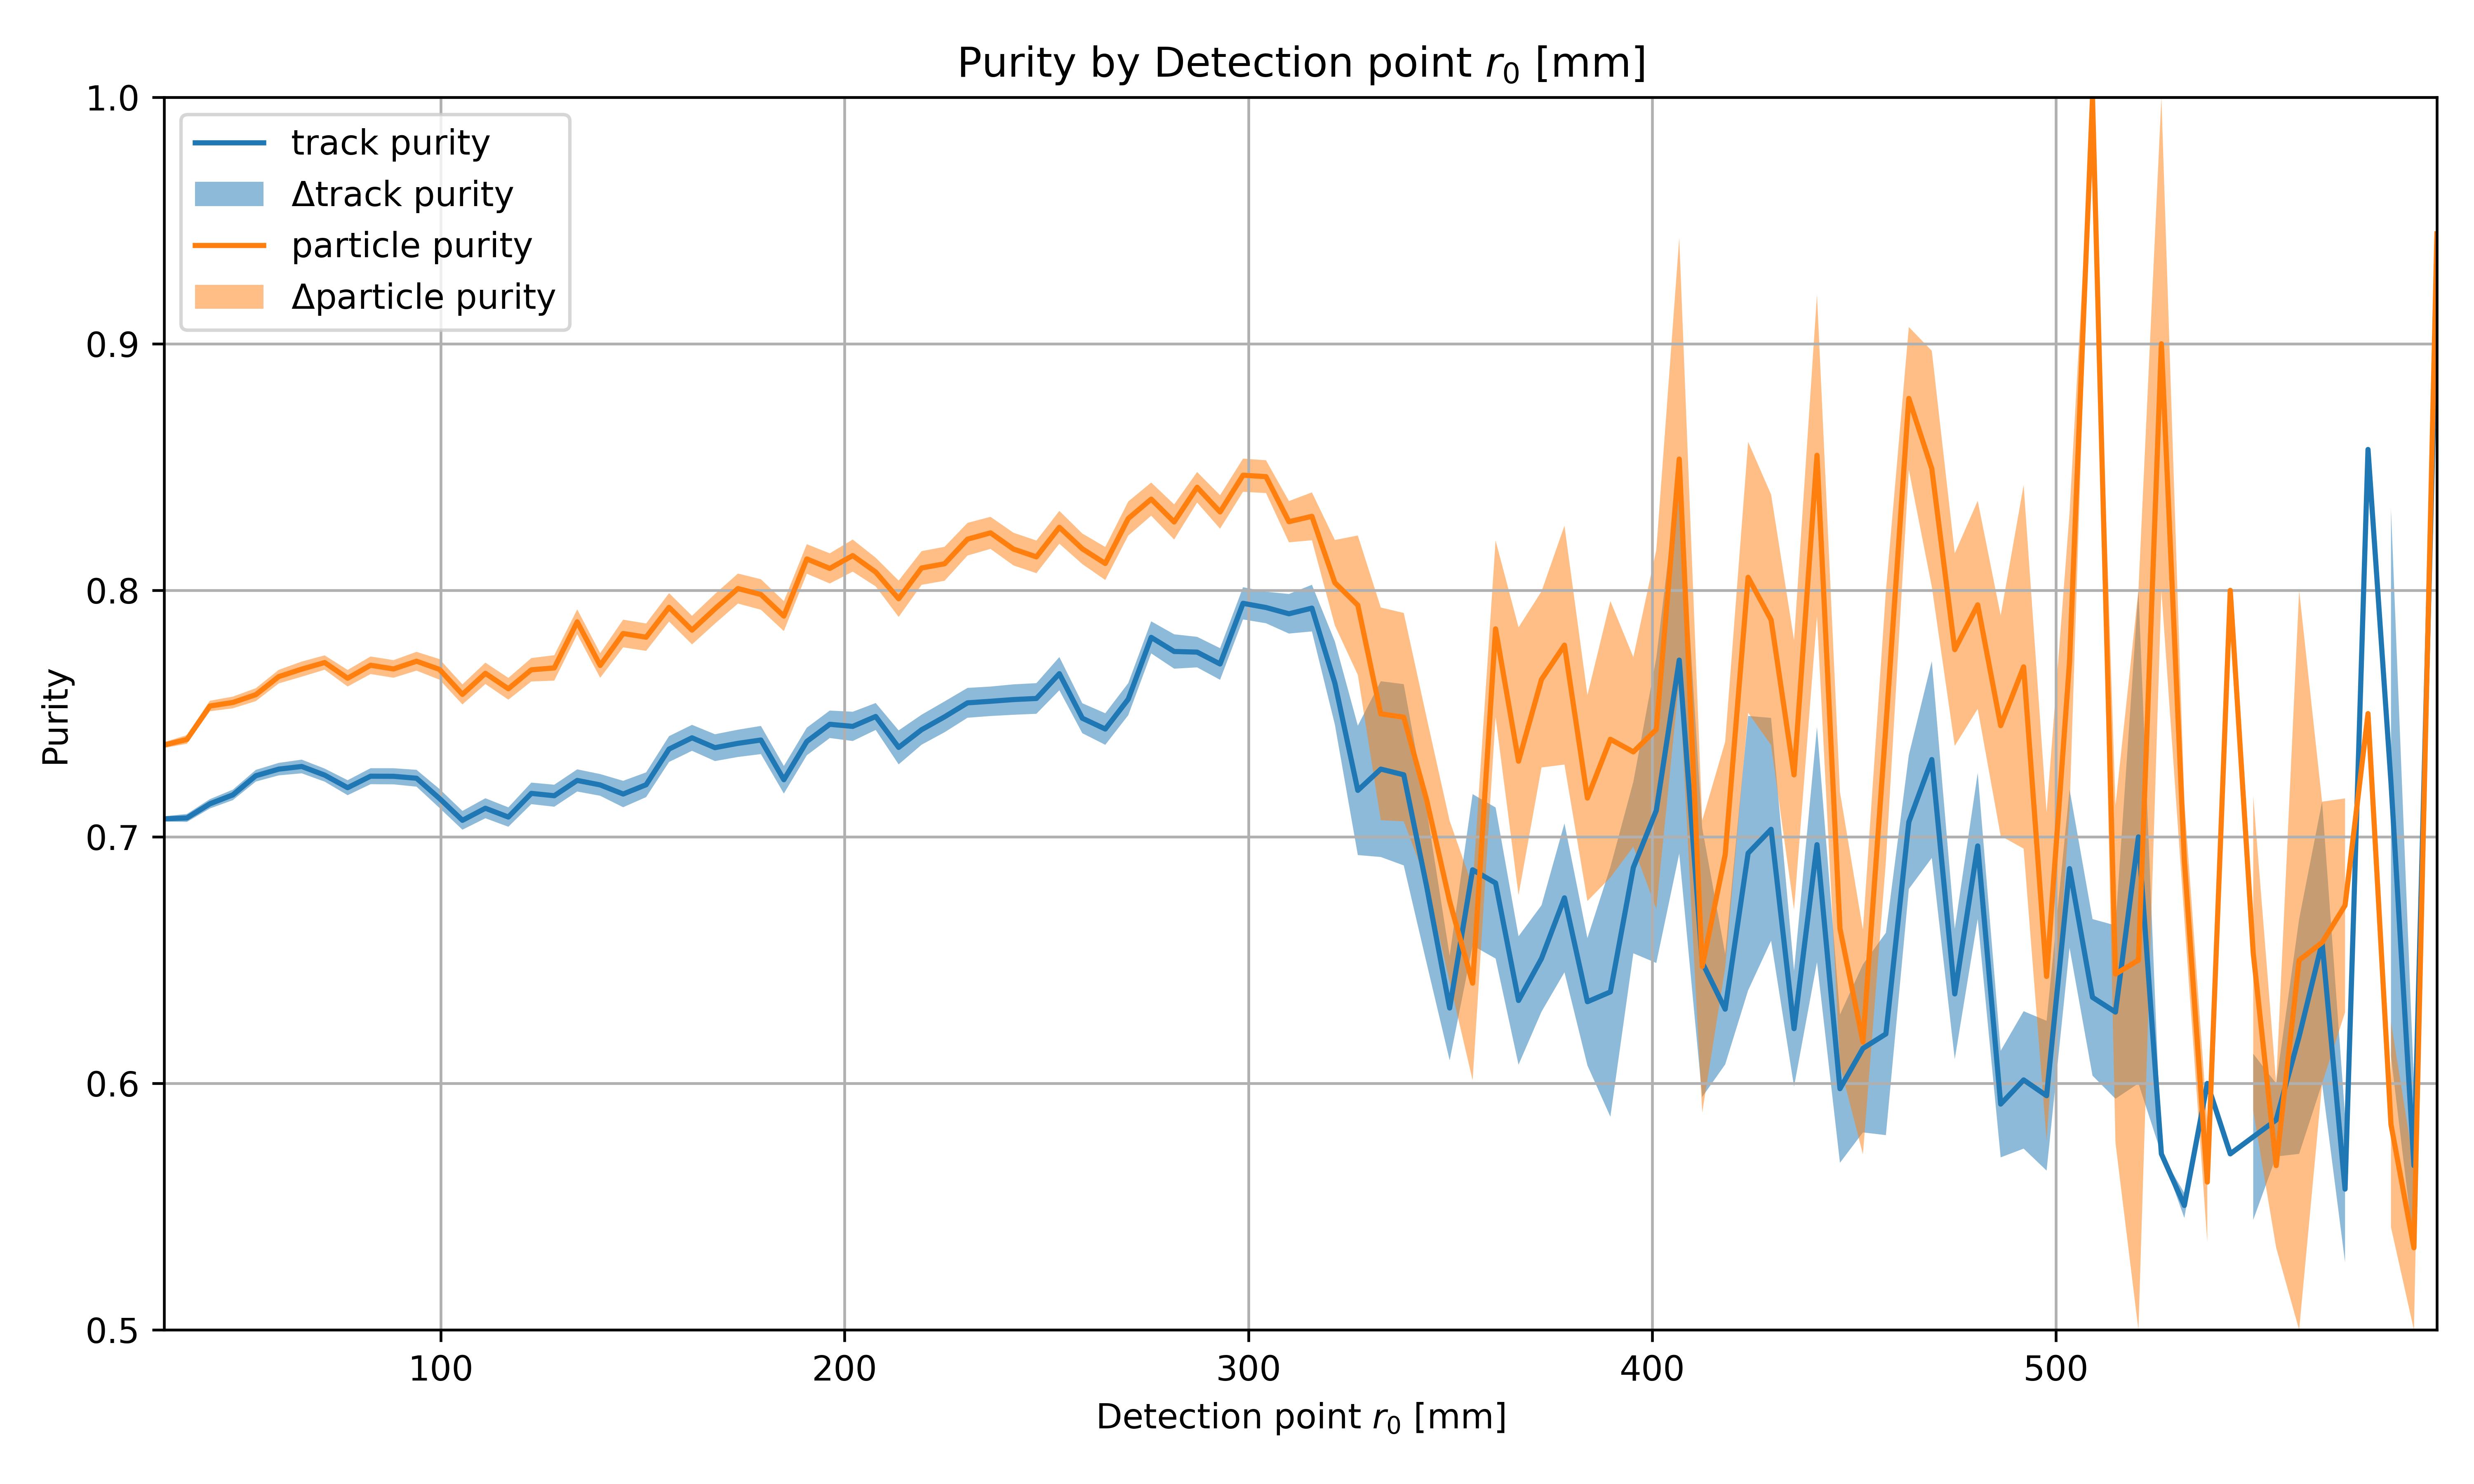 Purity by Detection point r₀ [mm]
1.0
track purity
Δtrack purity
particle purity
Δparticle purity
0.9
0.8
0.7
0.6
0.5
Purity
100 200 300 400 500
Detection point r₀ [mm]